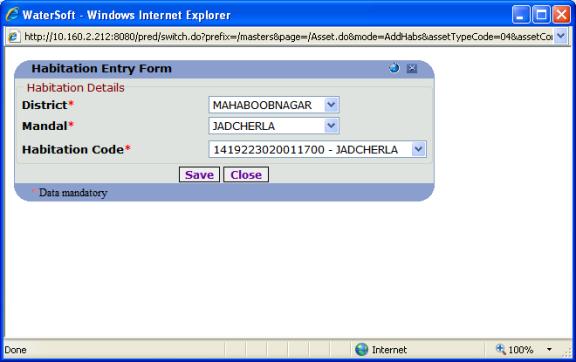 WaterSoft - Windows Internet Explorer
http://10.160.2.212:8080/pred/switch.do?prefix=/masters&page=/Asset.do&mode=AddHabs&assetTypeCode=04&assetCo
Habitation Entry Form
Habitation Details
District* MAHABOOBNAGAR
Mandal* JADCHERLA
Habitation Code* 1419223020011700 - JADCHERLA
Save Close
* Data mandatory
Done Internet 100%